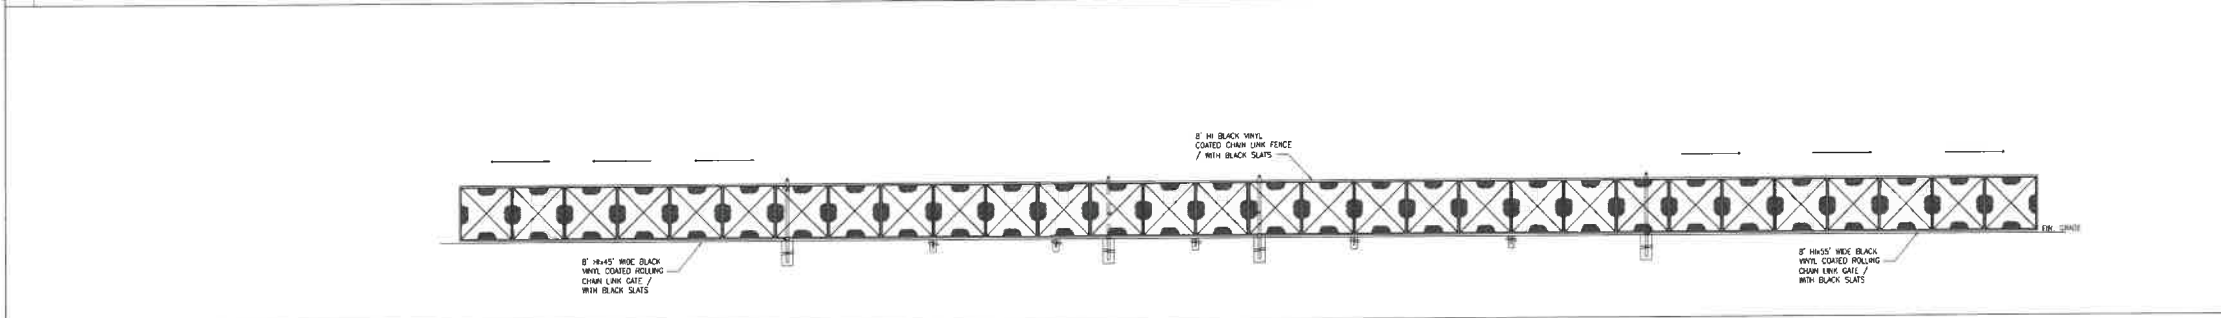 8' HI BLACK VINYL
COATED CHAIN LINK FENCE
/ WITH BLACK SLATS
FIN. GRADE
8' HIx45' WIDE BLACK
VINYL COATED ROLLING
CHAIN LINK GATE /
WITH BLACK SLATS
8' HIx55' WIDE BLACK
VINYL COATED ROLLING
CHAIN LINK GATE /
WITH BLACK SLATS